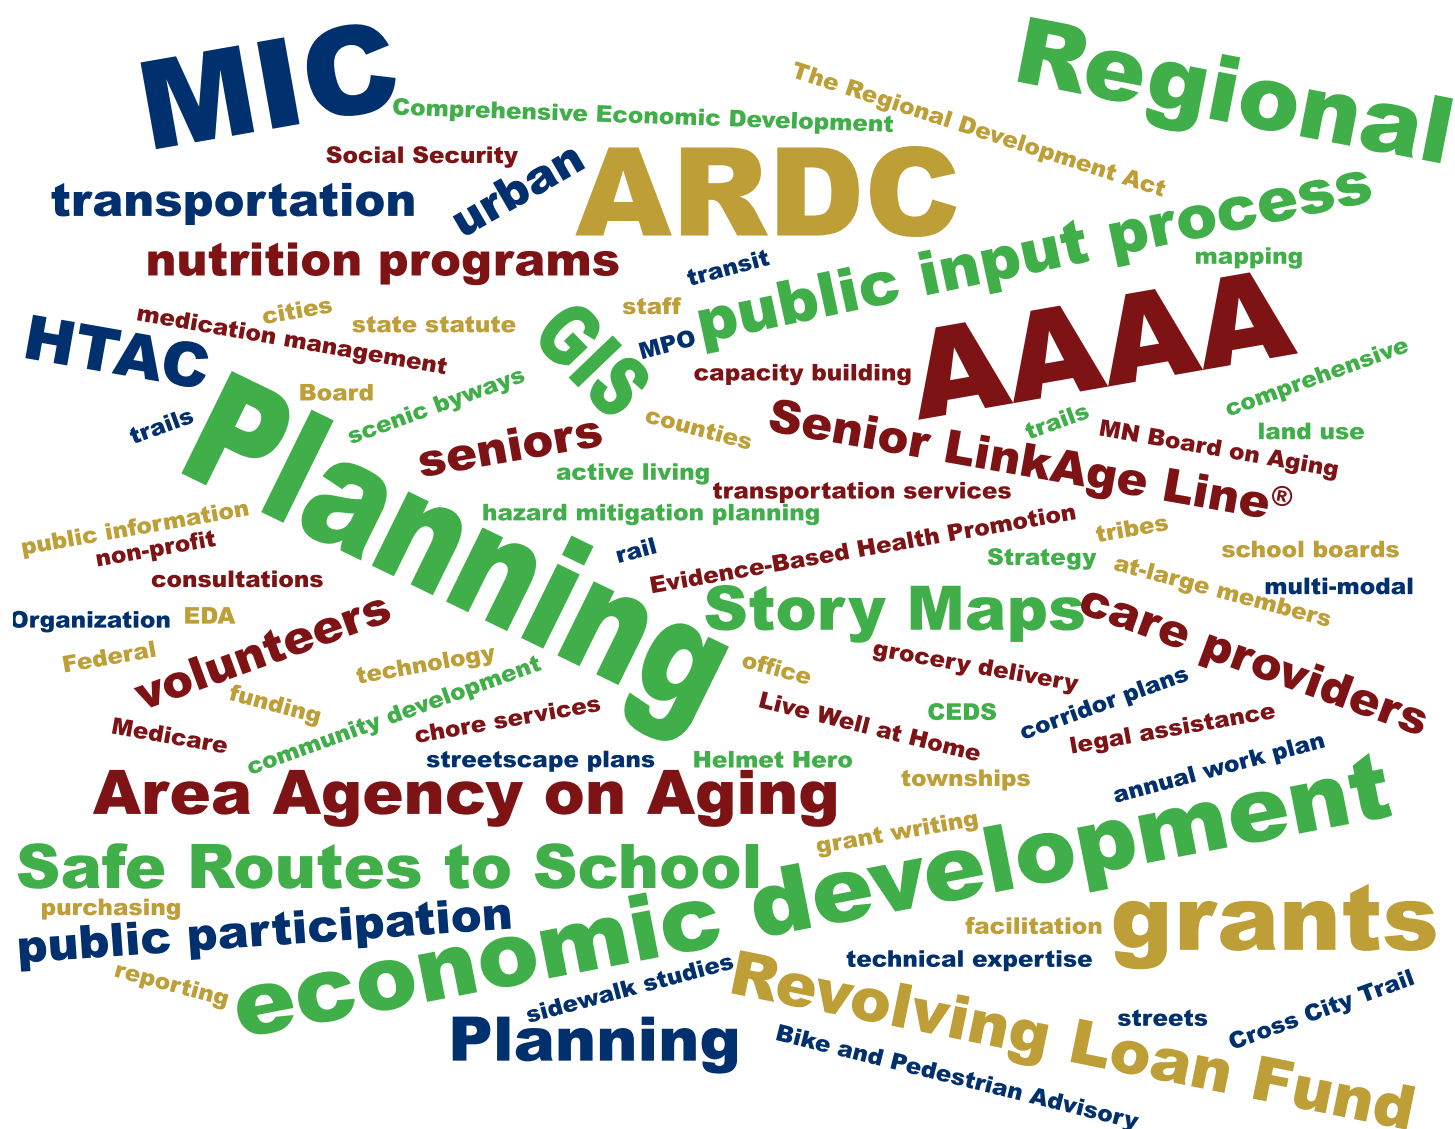 MIC
Regional
The Regional Development Act
Comprehensive Economic Development
Social Security
urban
ARDC
transportation
public input process
nutrition programs
transit
mapping
cities
staff
medication management
state statute
GIS
MPO
AAAA
HTAC
capacity building
comprehensive
Board
scenic byways
trails
Planning
seniors
counties
Senior LinkAge Line®
trails
MN Board on Aging
land use
active living
transportation services
hazard mitigation planning
public information
non-profit
rail
Evidence-Based Health Promotion
tribes
school boards
Strategy
at-large members
multi-modal
consultations
Organization
EDA
volunteers
Story Maps
care providers
Federal
technology
office
grocery delivery
funding
community development
chore services
Live Well at Home
CEDS
corridor plans
legal assistance
Medicare
streetscape plans
Helmet Hero
townships
annual work plan
Area Agency on Aging
grant writing
economic development
Safe Routes to School
purchasing
public participation
facilitation
grants
reporting
sidewalk studies
technical expertise
Revolving Loan Fund
Planning
streets
Cross City Trail
Bike and Pedestrian Advisory